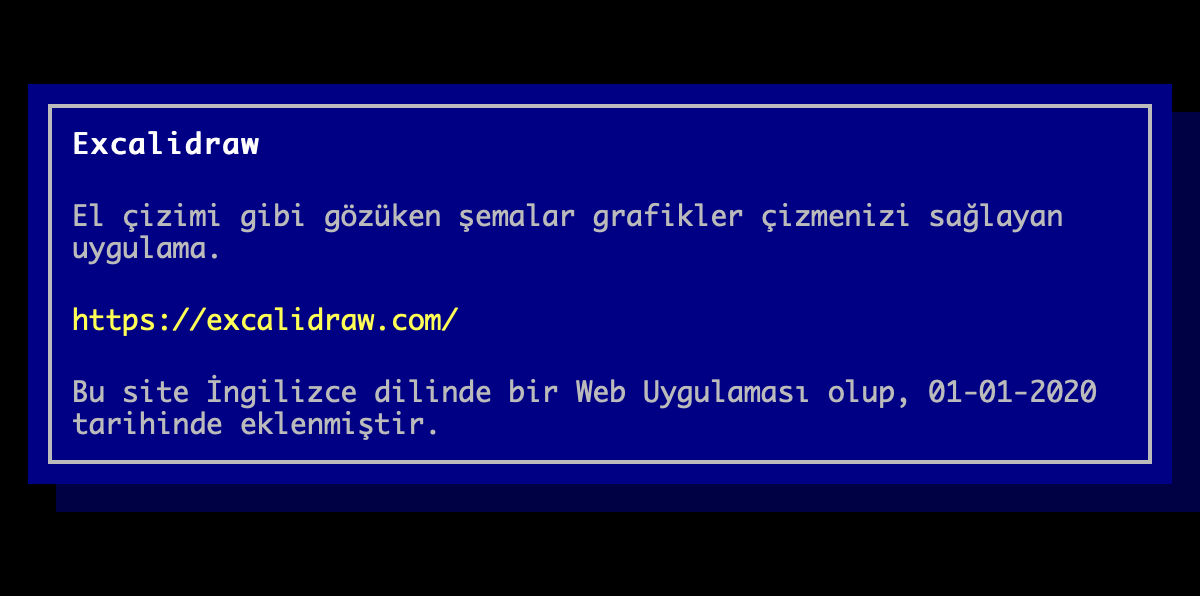 Excalidraw
El çizimi gibi gözüken şemalar grafikler çizmenizi sağlayan
uygulama.
https://excalidraw.com/
Bu site İngilizce dilinde bir Web Uygulaması olup, 01-01-2020
tarihinde eklenmiştir.